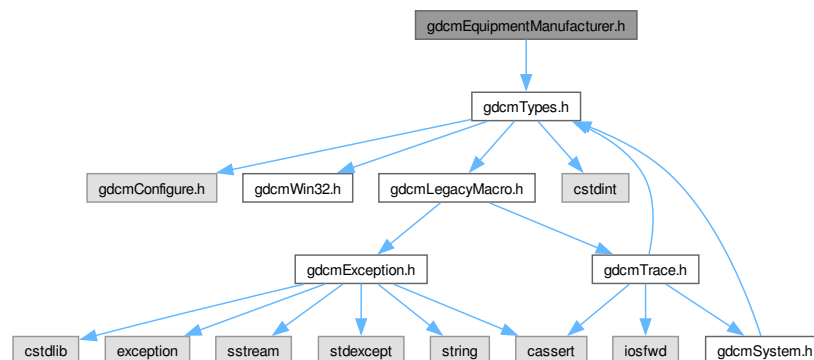 gdcmEquipmentManufacturer.h
gdcmTypes.h
gdcmConfigure.h
gdcmWin32.h
gdcmLegacyMacro.h
cstdint
gdcmException.h
gdcmTrace.h
cstdlib
exception
sstream
stdexcept
string
cassert
iosfwd
gdcmSystem.h